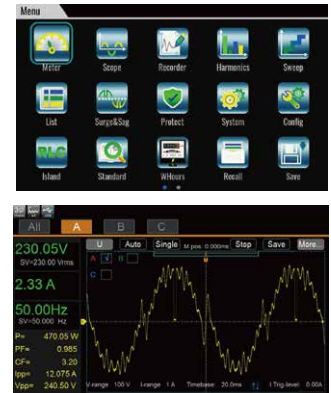 Menu
Meter Scope Recorder Harmonics Sweep
List Surge&Sag Protect System Config
Island Standard WHours Recall Save
All A B C
230.05V
SV=230.00 Vrms
2.33 A
50.00Hz
SV=50.000 Hz
P= 470.05 W
PF= 0.985
CF= 3.20
Ipp= 12.075 A
Vpp= 240.50 V
U Auto Single M pos 0.000ms Stop Save More...
A √ B
C
V-range 100 V I-range 1 A Timebase 20.0ms I Trig-level 0.00A